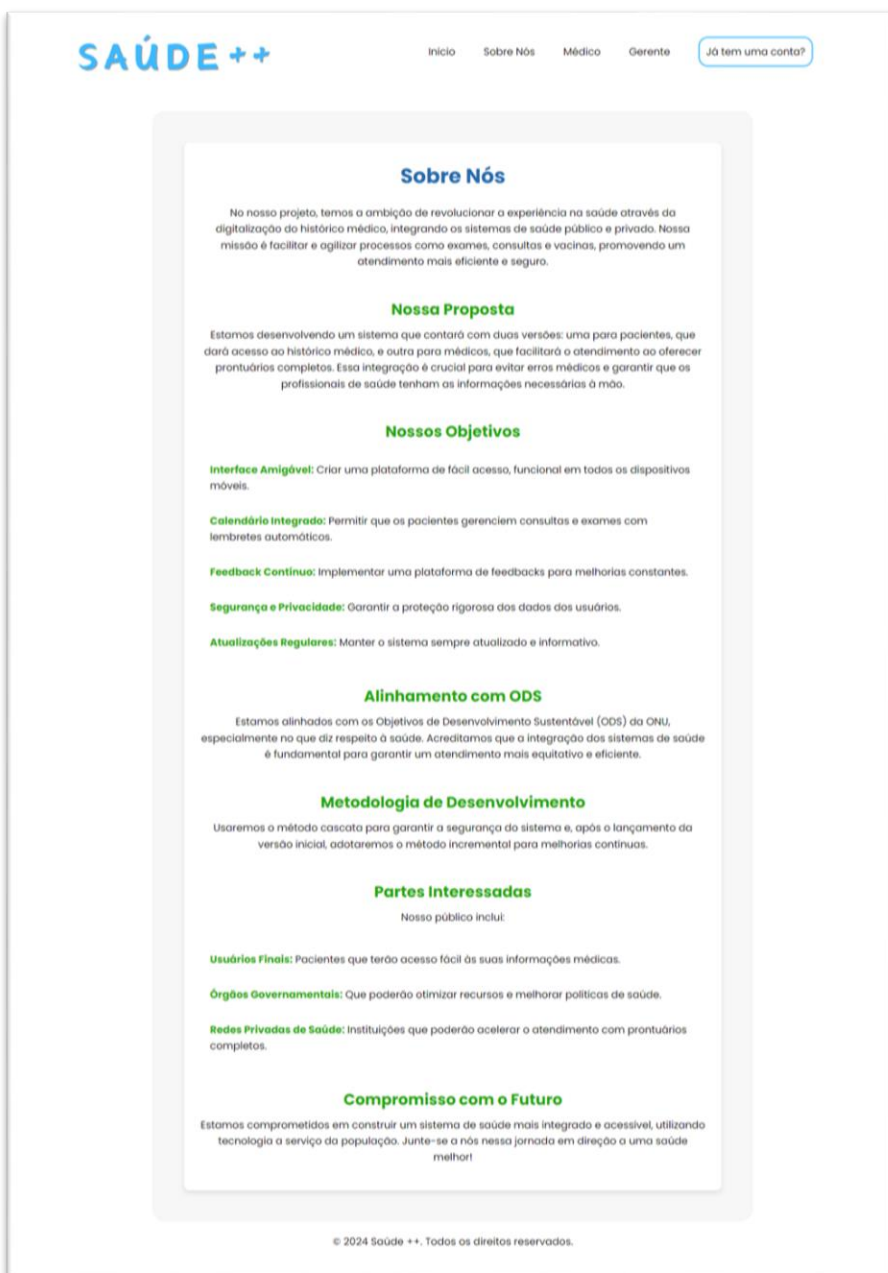 SAÚDE ++
Inicio
Sobre Nós
Médico
Gerente
Já tem uma conta?
Sobre Nós
No nosso projeto, temos a ambição de revolucionar a experiência na saúde através da
digitalização do histórico médico, integrando os sistemas de saúde público e privado. Nossa
missão é facilitar e agilizar processos como exames, consultas e vacinas, promovendo um
atendimento mais eficiente e seguro.
Nossa Proposta
Estamos desenvolvendo um sistema que contará com duas versões: uma para pacientes, que
dará acesso ao histórico médico, e outra para médicos, que facilitará o atendimento ao oferecer
prontuários completos. Essa integração é crucial para evitar erros médicos e garantir que os
profissionais de saúde tenham as informações necessárias à mão.
Nossos Objetivos
Interface Amigável: Criar uma plataforma de fácil acesso, funcional em todos os dispositivos
móveis.
Calendário Integrado: Permitir que os pacientes gerenciem consultas e exames com
lembretes automáticos.
Feedback Contínuo: Implementar uma plataforma de feedbacks para melhorias constantes.
Segurança e Privacidade: Garantir a proteção rigorosa dos dados dos usuários.
Atualizações Regulares: Manter o sistema sempre atualizado e informativo.
Alinhamento com ODS
Estamos alinhados com os Objetivos de Desenvolvimento Sustentável (ODS) da ONU,
especialmente no que diz respeito à saúde. Acreditamos que a integração dos sistemas de saúde
é fundamental para garantir um atendimento mais equitativo e eficiente.
Metodologia de Desenvolvimento
Usaremos o método cascata para garantir a segurança do sistema e, após o lançamento da
versão inicial, adotaremos o método incremental para melhorias contínuas.
Partes Interessadas
Nosso público inclui:
Usuários Finais: Pacientes que terão acesso fácil às suas informações médicas.
Órgãos Governamentais: Que poderão otimizar recursos e melhorar políticas de saúde.
Redes Privadas de Saúde: Instituições que poderão acelerar o atendimento com prontuários
completos.
Compromisso com o Futuro
Estamos comprometidos em construir um sistema de saúde mais integrado e acessível, utilizando
tecnologia a serviço da população. Junte-se a nós nessa jornada em direção a uma saúde
melhor!
© 2024 Saúde ++. Todos os direitos reservados.